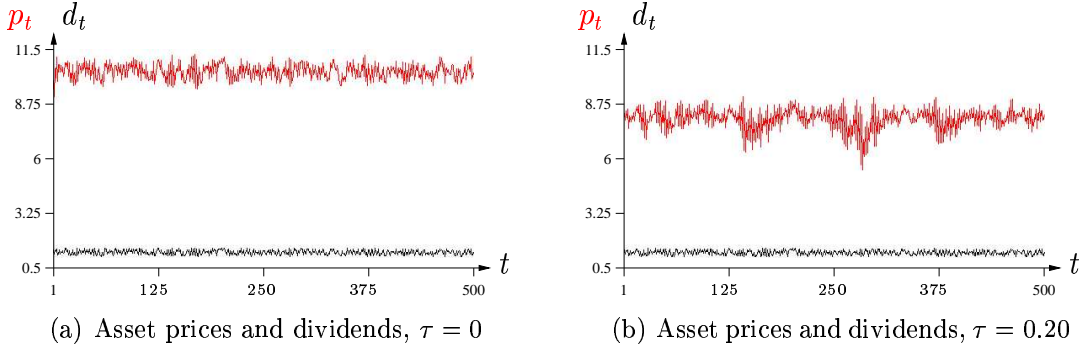 p_t d_t
11.5
8.75
6
3.25
0.5
1 125 250 375 500
t
(a) Asset prices and dividends, τ = 0
p_t d_t
11.5
8.75
6
3.25
0.5
1 125 250 375 500
t
(b) Asset prices and dividends, τ = 0.20